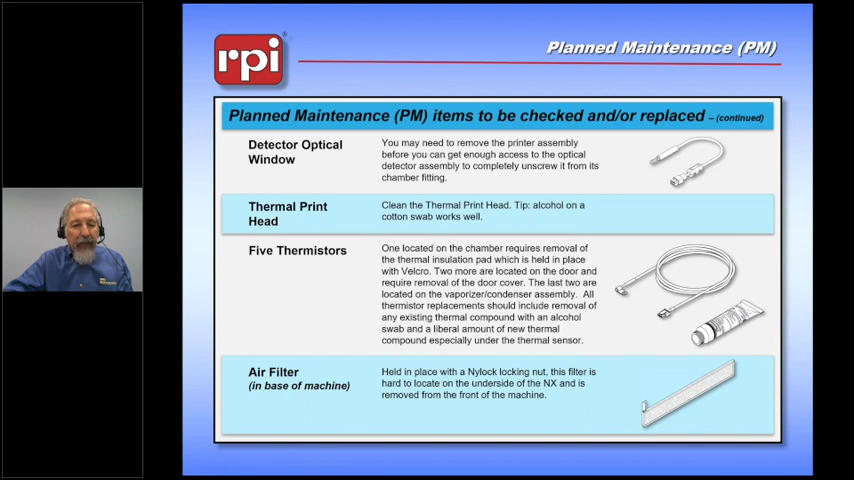 rpi
Planned Maintenance (PM)
Planned Maintenance (PM) items to be checked and/or replaced – (continued)
Detector Optical
Window
You may need to remove the printer assembly
before you can get enough access to the optical
detector assembly to completely unscrew it from its
chamber fitting.
Thermal Print
Head
Clean the Thermal Print Head. Tip: alcohol on a
cotton swab works well.
Five Thermistors
One located on the chamber requires removal of
the thermal insulation pad which is held in place
with Velcro. Two more are located on the door and
require removal of the door cover. The last two are
located on the vaporizer/condenser assembly. All
thermistor replacements should include removal of
any existing thermal compound with an alcohol
swab and a liberal amount of new thermal
compound especially under the thermal sensor.
Air Filter
(in base of machine)
Held in place with a Nylock locking nut, this filter is
hard to locate on the underside of the NX and is
removed from the front of the machine.